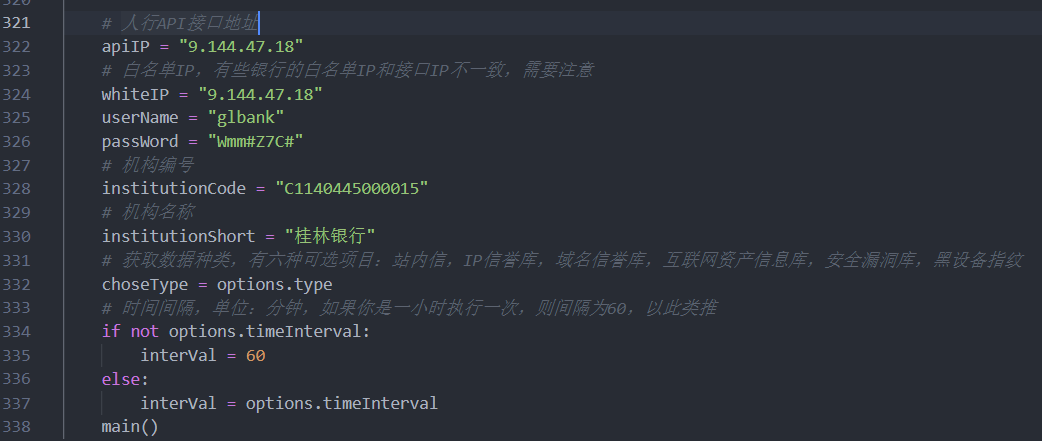 320
321 # 人行API接口地址
322 apiIP = "9.144.47.18"
323 # 白名单IP，有些银行的白名单IP和接口IP不一致，需要注意
324 whiteIP = "9.144.47.18"
325 userName = "glbank"
326 passWord = "Wmm#Z7C#"
327 # 机构编号
328 institutionCode = "C1140445000015"
329 # 机构名称
330 institutionShort = "桂林银行"
331 # 获取数据种类，有六种可选项目：站内信，IP信誉库，域名信誉库，互联网资产信息库，安全漏洞库，黑设备指纹
332 choseType = options.type
333 # 时间间隔，单位：分钟，如果你是一小时执行一次，则间隔为60，以此类推
334 if not options.timeInterval:
335 interVal = 60
336 else:
337 interVal = options.timeInterval
338 main()